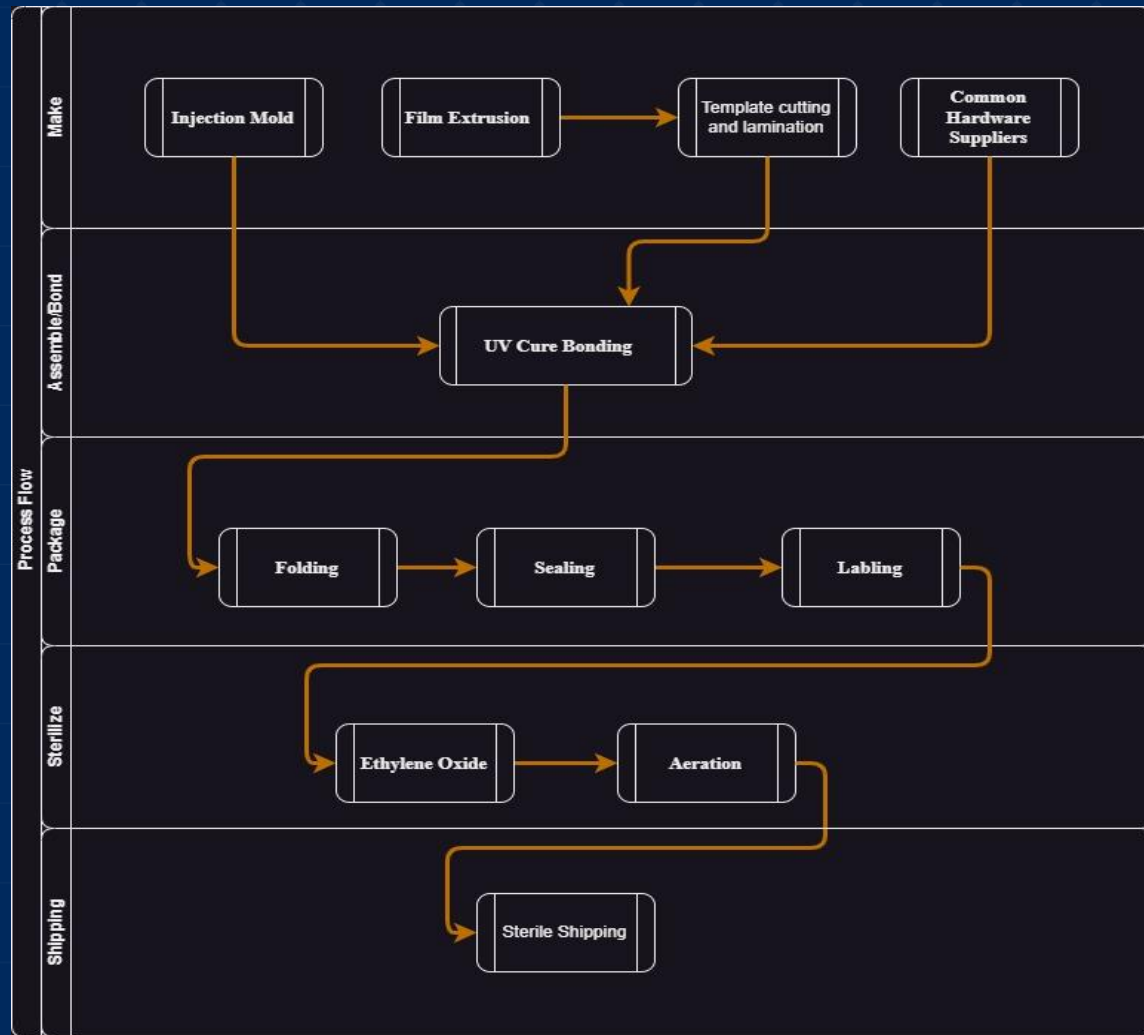 Process Flow
Make
Injection Mold
Film Extrusion
Template cutting
and lamination
Common
Hardware
Suppliers
Assemble/Bond
UV Cure Bonding
Package
Folding
Sealing
Labling
Sterilize
Ethylene Oxide
Aeration
Shipping
Sterile Shipping